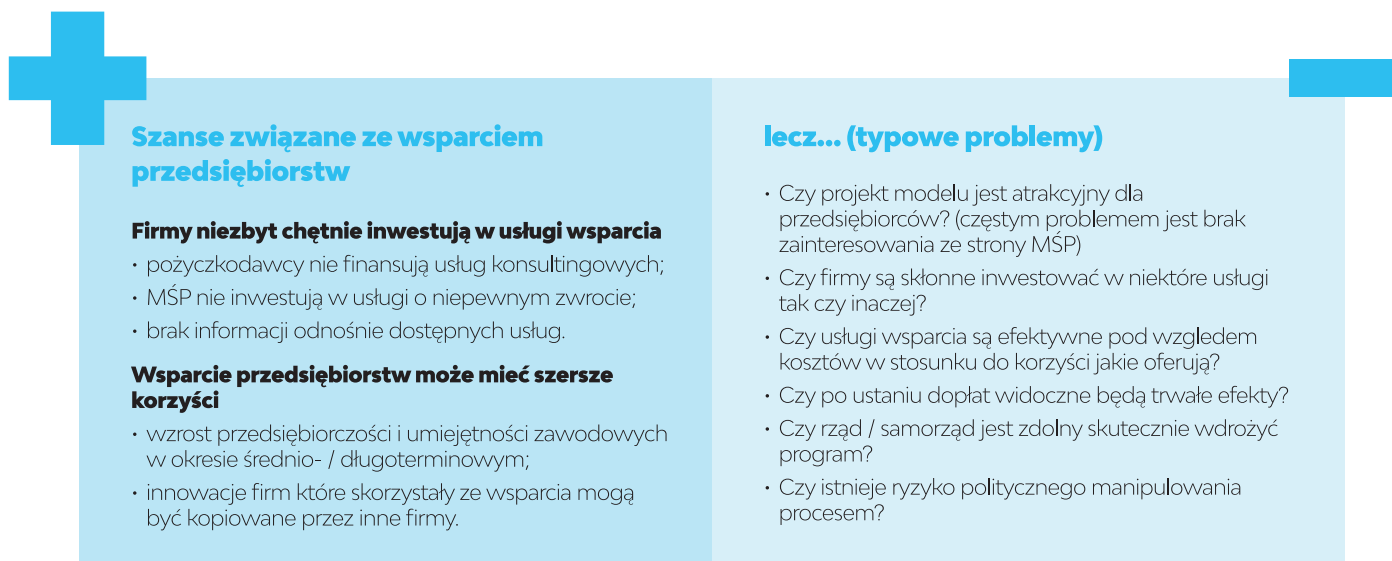 Szanse związane ze wsparciem
przedsiębiorstw
Firmy niezbyt chętnie inwestują w usługi wsparcia
• pożyczkodawcy nie finansują usług konsultingowych;
• MŚP nie inwestują w usługi o niepewnym zwrocie;
• brak informacji odnośnie dostępnych usług.
Wsparcie przedsiębiorstw może mieć szersze
korzyści
• wzrost przedsiębiorczości i umiejętności zawodowych
w okresie średnio- / długoterminowym;
• innowacje firm które skorzystały ze wsparcia mogą
być kopiowane przez inne firmy.
lecz... (typowe problemy)
• Czy projekt modelu jest atrakcyjny dla
przedsiębiorców? (częstym problemem jest brak
zainteresowania ze strony MŚP)
• Czy firmy są skłonne inwestować w niektóre usługi
tak czy inaczej?
• Czy usługi wsparcia są efektywne pod wzgledem
kosztów w stosunku do korzyści jakie oferują?
• Czy po ustaniu dopłat widoczne będą trwałe efekty?
• Czy rząd / samorząd jest zdolny skutecznie wdrożyć
program?
• Czy istnieje ryzyko politycznego manipulowania
procesem?